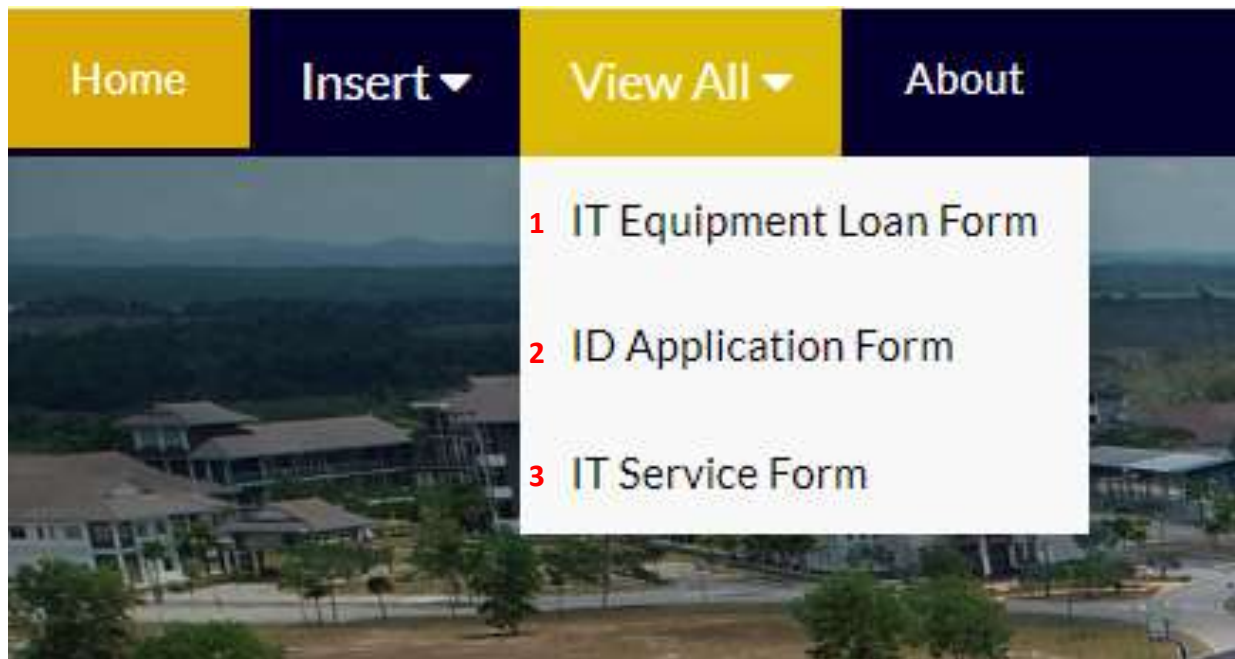 Home Insert View All About
1 IT Equipment Loan Form
2 ID Application Form
3 IT Service Form